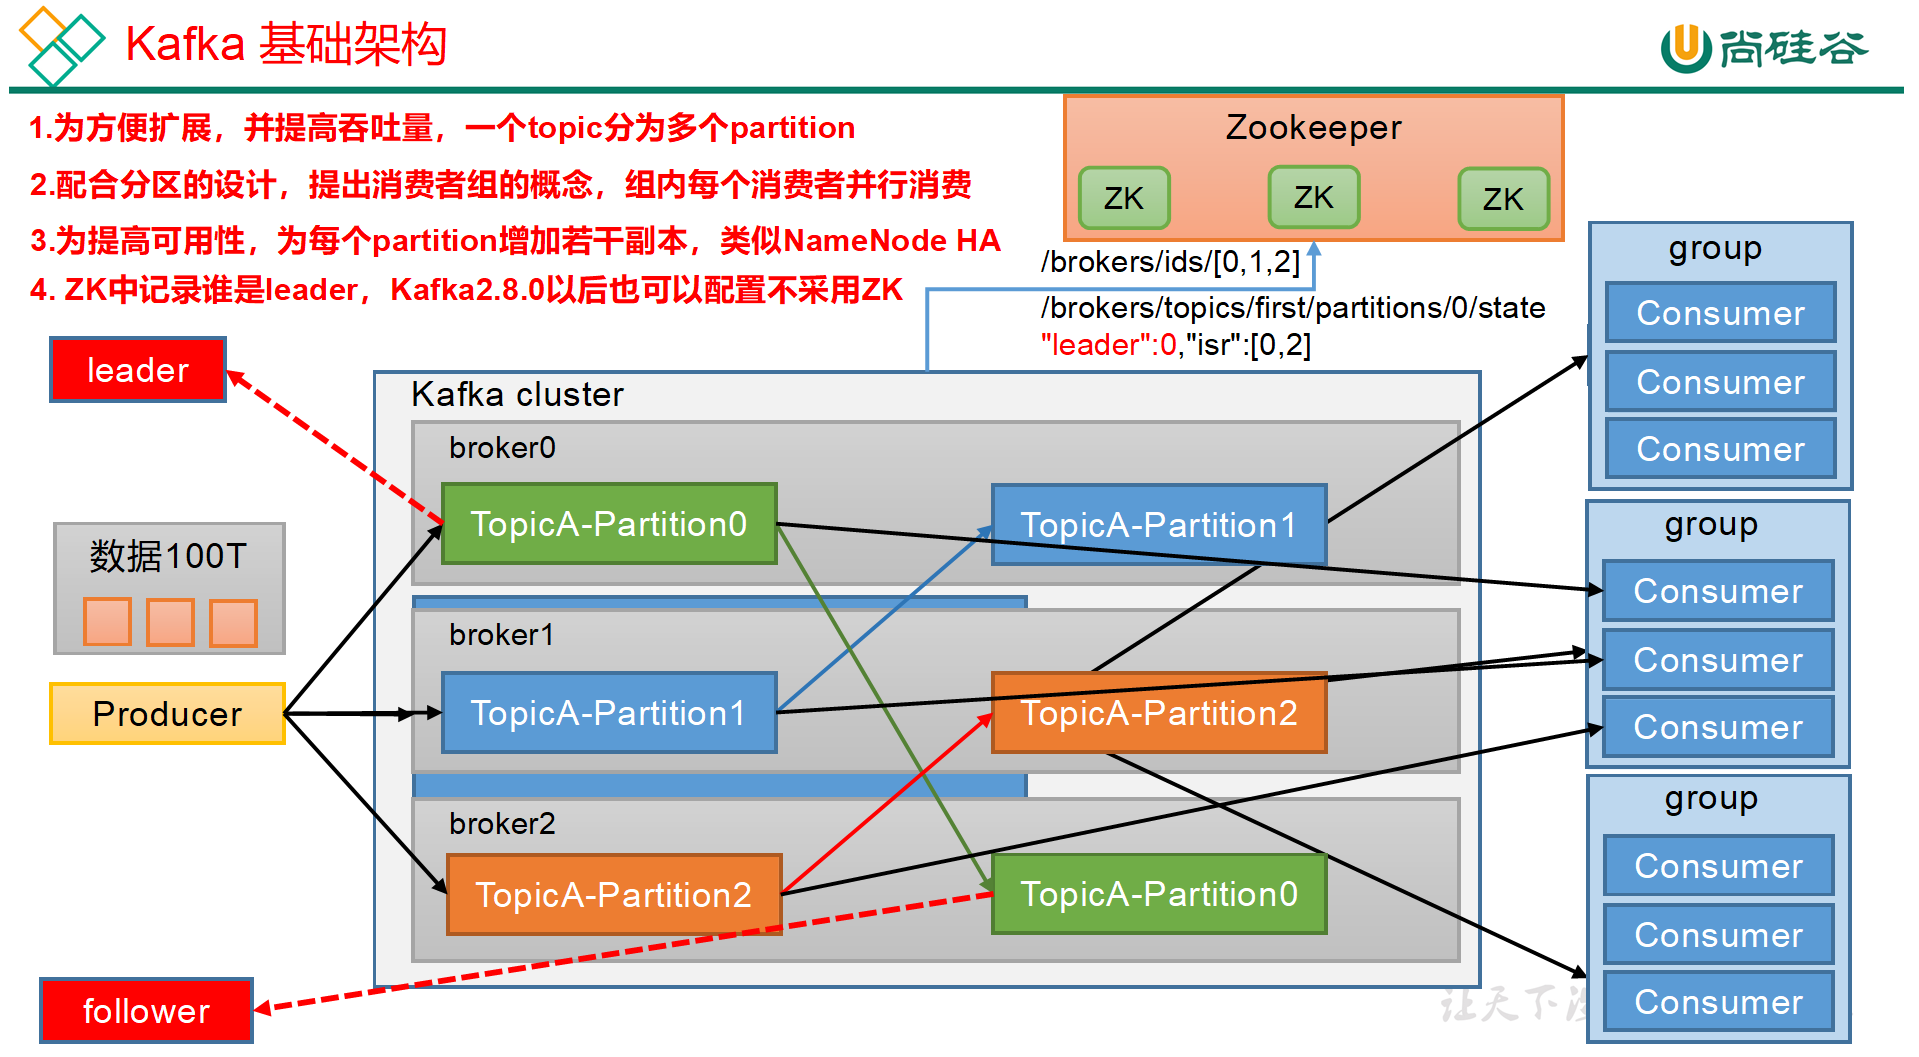 Kafka 基础架构
尚硅谷
1.为方便扩展，并提高吞吐量，一个topic分为多个partition
2.配合分区的设计，提出消费者组的概念，组内每个消费者并行消费
3.为提高可用性，为每个partition增加若干副本，类似NameNode HA
4. ZK中记录谁是leader，Kafka2.8.0以后也可以配置不采用ZK
Zookeeper
ZK
ZK
ZK
/brokers/ids/[0,1,2]
/brokers/topics/first/partitions/0/state
"leader":0,"isr":[0,2]
leader
数据100T
Producer
follower
Kafka cluster
broker0
TopicA-Partition0
TopicA-Partition1
broker1
TopicA-Partition1
TopicA-Partition2
broker2
TopicA-Partition2
TopicA-Partition0
group
Consumer
Consumer
Consumer
group
Consumer
Consumer
Consumer
group
Consumer
Consumer
Consumer
让天下没